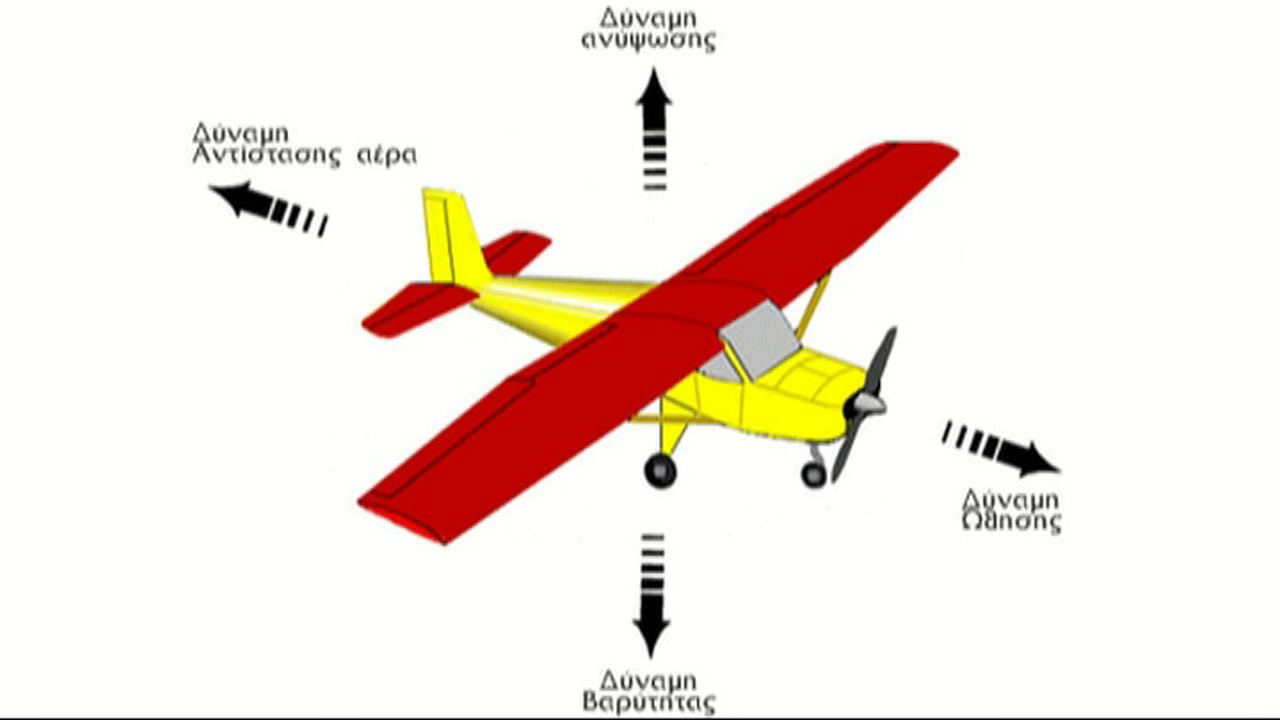 Δύναμη
ανύψωσης
Δύναμη
Αντίστασης αέρα
Δύναμη
Ώθησης
Δύναμη
Βαρύτητας